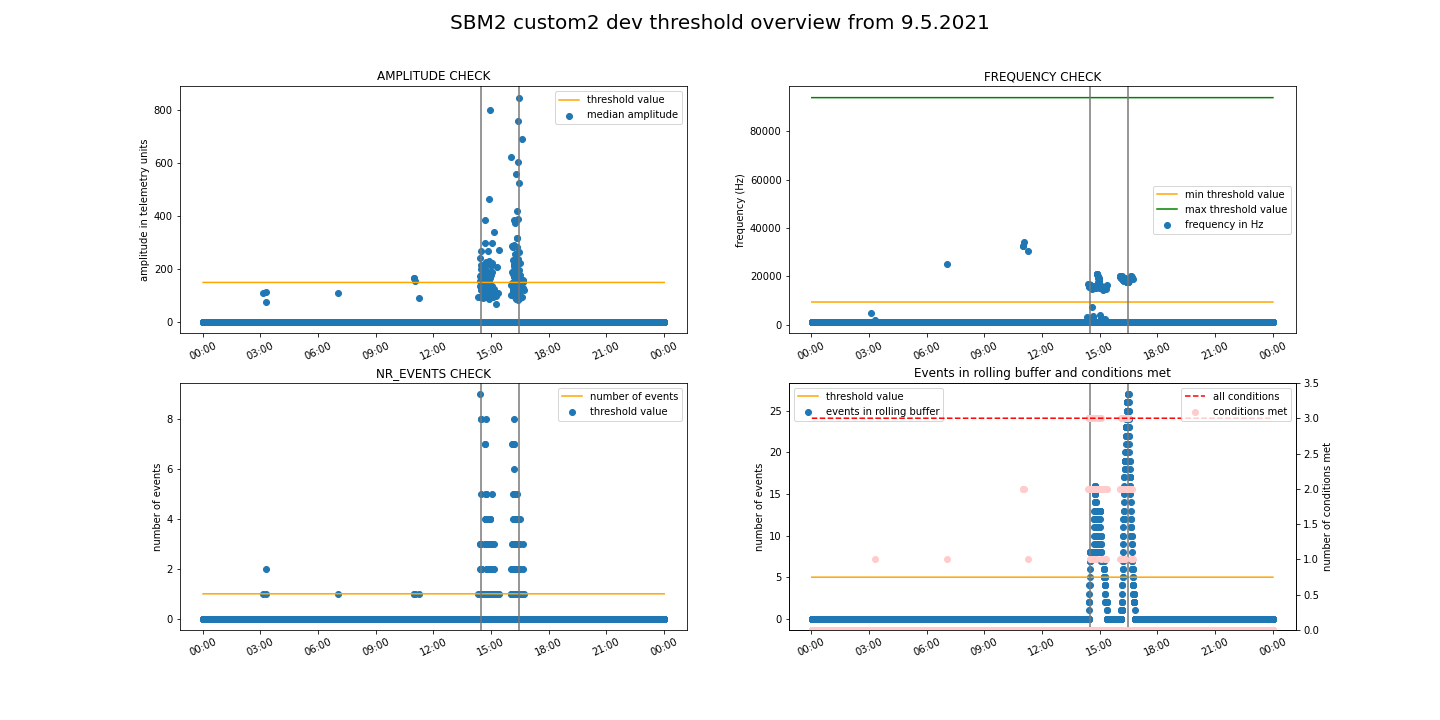 SBM2 custom2 dev threshold overview from 9.5.2021
AMPLITUDE CHECK
amplitude in telemetry units
800
600
400
200
0
threshold value
median amplitude
00:00 03:00 06:00 09:00 12:00 15:00 18:00 21:00 00:00
FREQUENCY CHECK
frequency (Hz)
80000
60000
40000
20000
0
min threshold value
max threshold value
frequency in Hz
00:00 03:00 06:00 09:00 12:00 15:00 18:00 21:00 00:00
NR_EVENTS CHECK
number of events
8
6
4
2
0
number of events
threshold value
00:00 03:00 06:00 09:00 12:00 15:00 18:00 21:00 00:00
Events in rolling buffer and conditions met
number of events
25
20
15
10
5
0
threshold value
events in rolling buffer
all conditions
conditions met
3.5
3.0
2.5
2.0
1.5
1.0
0.5
0.0
number of conditions met
00:00 03:00 06:00 09:00 12:00 15:00 18:00 21:00 00:00